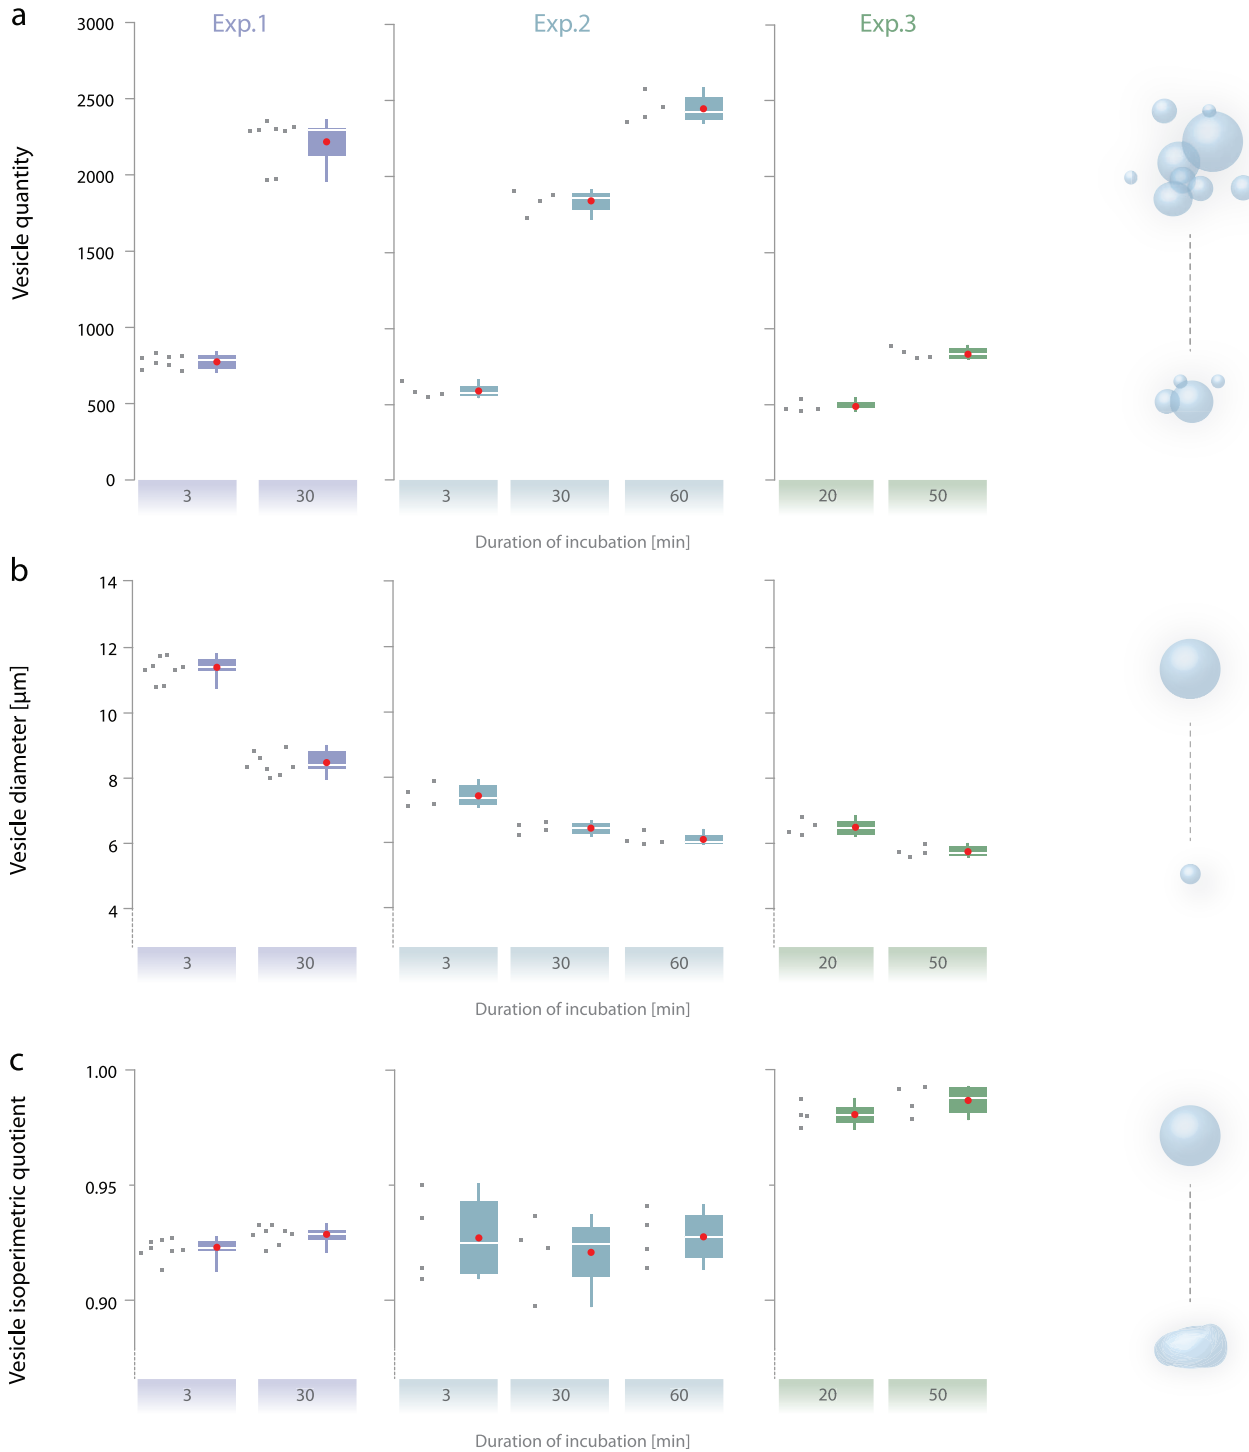 a
Exp.1 Exp.2 Exp.3
Vesicle quantity
3000
2500
2000
1500
1000
500
0
3 30 3 30 60 20 50
Duration of incubation [min]
b
Vesicle diameter [µm]
14
12
10
8
6
4
3 30 3 30 60 20 50
Duration of incubation [min]
c
Vesicle isoperimetric quotient
1.00
0.95
0.90
3 30 3 30 60 20 50
Duration of incubation [min]